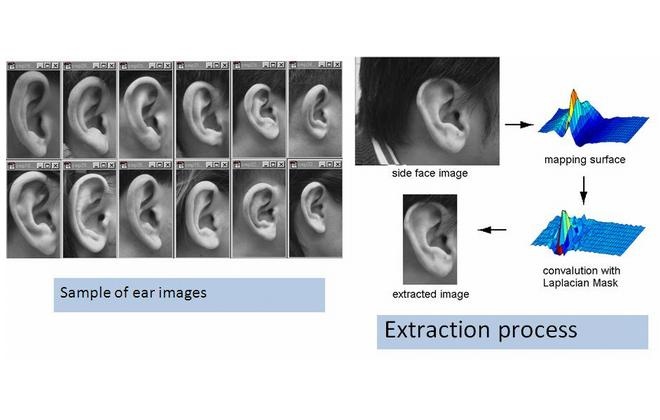 side face image
mapping surface
convalution with
Laplacian Mask
extracted image
Sample of ear images
Extraction process